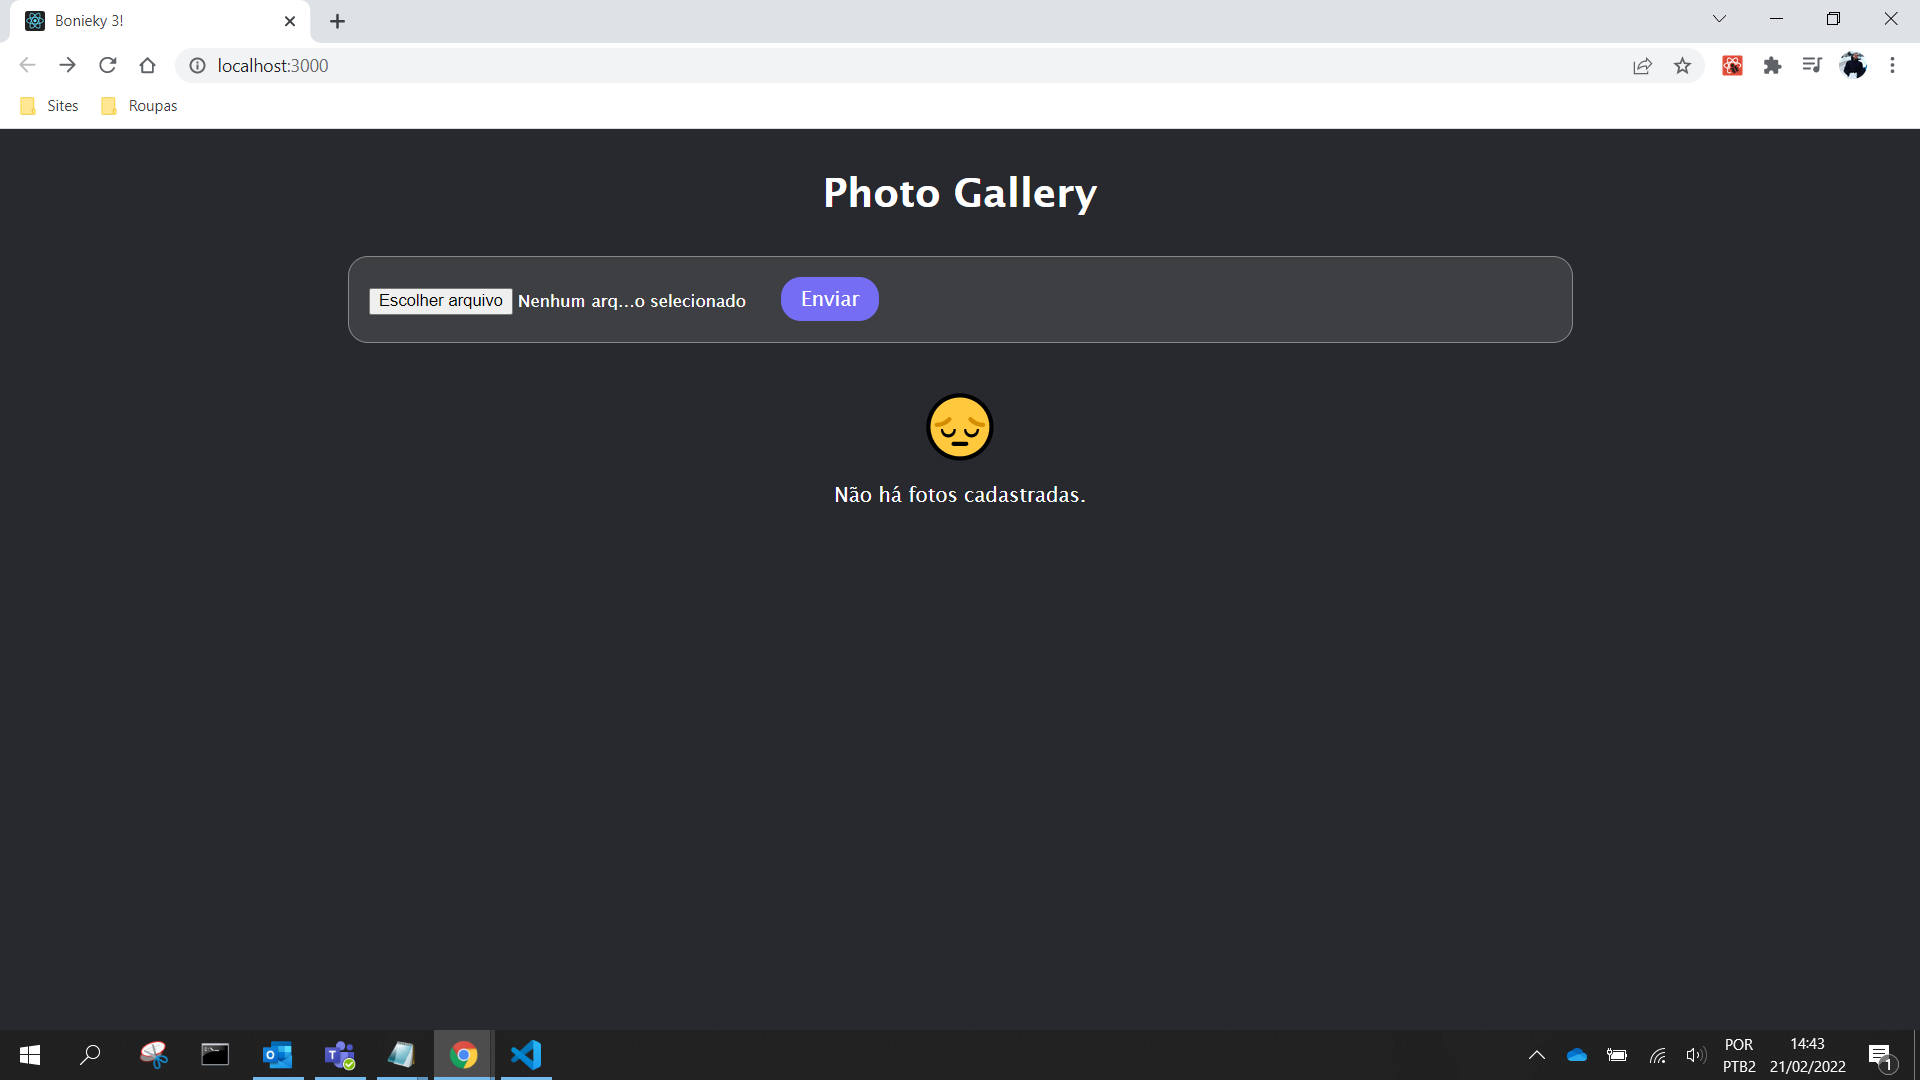 Bonieky 3!
localhost:3000
Sites
Roupas
Photo Gallery
Escolher arquivo Nenhum arq...o selecionado
Enviar
Não há fotos cadastradas.
POR
PTB2
14:43
21/02/2022
1